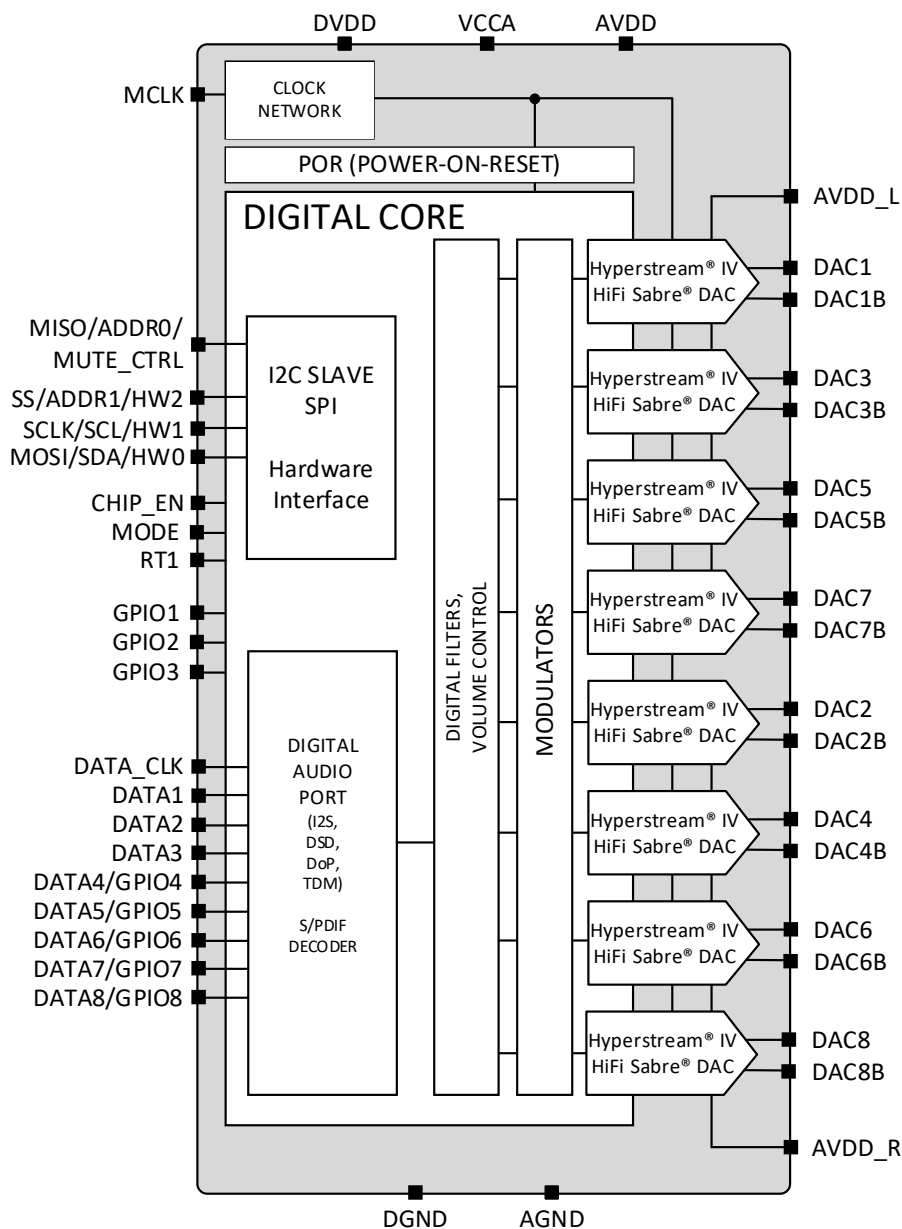 DVDD
VCCA
AVDD
MCLK
CLOCK
NETWORK
POR (POWER-ON-RESET)
DIGITAL CORE
AVDD_L
MISO/ADDR0/
MUTE_CTRL
SS/ADDR1/HW2
SCLK/SCL/HW1
MOSI/SDA/HW0
CHIP_EN
MODE
RT1
GPIO1
GPIO2
GPIO3
I2C SLAVE
SPI
Hardware
Interface
DATA_CLK
DATA1
DATA2
DATA3
DATA4/GPIO4
DATA5/GPIO5
DATA6/GPIO6
DATA7/GPIO7
DATA8/GPIO8
DIGITAL
AUDIO
PORT
(I2S,
DSD,
DoP,
TDM)
S/PDIF
DECODER
DIGITAL FILTERS,
VOLUME CONTROL
MODULATORS
Hyperstream® IV
HiFi Sabre® DAC
DAC1
DAC1B
Hyperstream® IV
HiFi Sabre® DAC
DAC3
DAC3B
Hyperstream® IV
HiFi Sabre® DAC
DAC5
DAC5B
Hyperstream® IV
HiFi Sabre® DAC
DAC7
DAC7B
Hyperstream® IV
HiFi Sabre® DAC
DAC2
DAC2B
Hyperstream® IV
HiFi Sabre® DAC
DAC4
DAC4B
Hyperstream® IV
HiFi Sabre® DAC
DAC6
DAC6B
Hyperstream® IV
HiFi Sabre® DAC
DAC8
DAC8B
AVDD_R
DGND
AGND